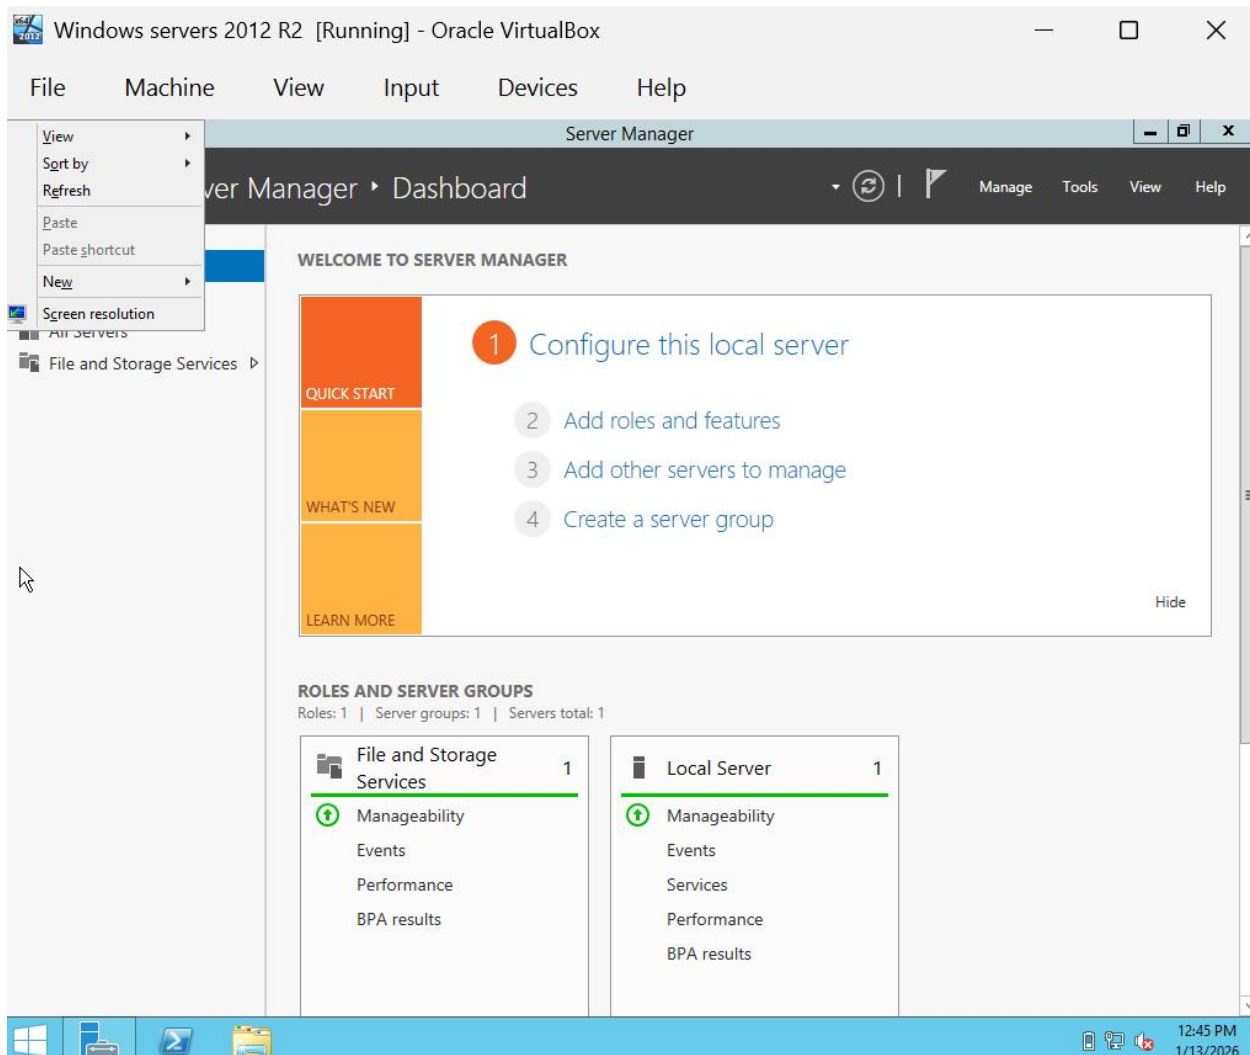 Windows servers 2012 R2 [Running] - Oracle VirtualBox
File Machine View Input Devices Help
Server Manager
View
Sort by
Refresh
Paste
Paste shortcut
New
Screen resolution
ver Manager ‣ Dashboard
Manage Tools View Help
All Servers
File and Storage Services
WELCOME TO SERVER MANAGER
QUICK START
WHAT'S NEW
LEARN MORE
1 Configure this local server
2 Add roles and features
3 Add other servers to manage
4 Create a server group
Hide
ROLES AND SERVER GROUPS
Roles: 1 | Server groups: 1 | Servers total: 1
File and Storage
Services 1
Manageability
Events
Performance
BPA results
Local Server 1
Manageability
Events
Services
Performance
BPA results
12:45 PM
1/13/2026